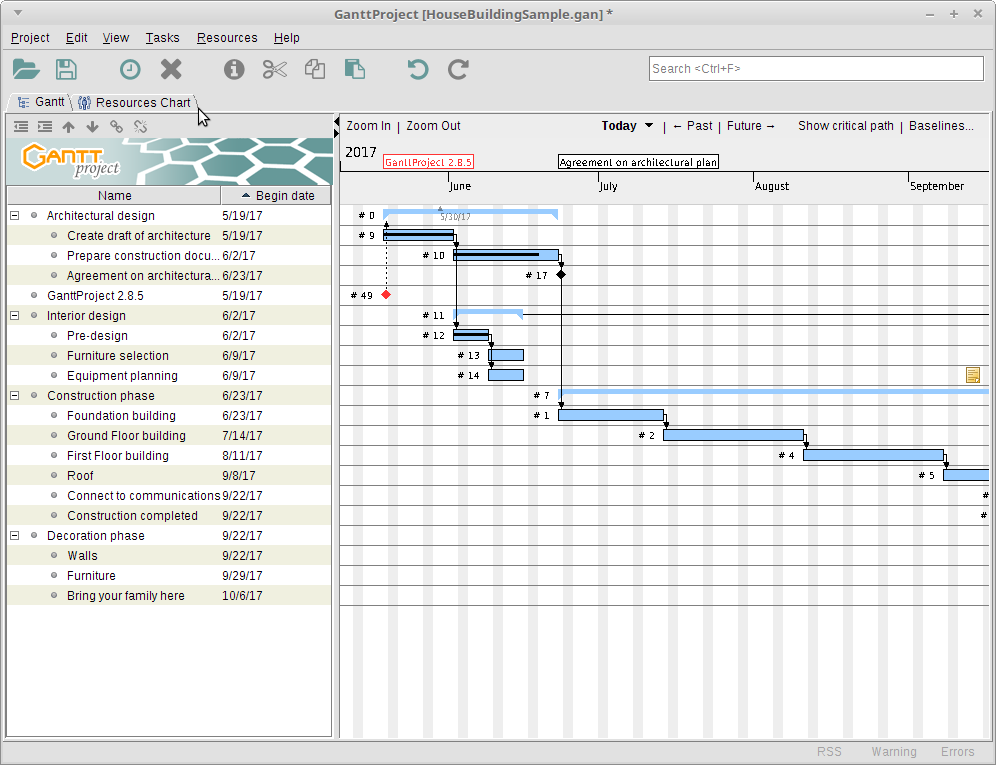 GanttProject [HouseBuildingSample.gan] *
Project Edit View Tasks Resources Help
Search <Ctrl+F>
Gantt Resources Chart
Zoom In | Zoom Out Today | ← Past | Future → Show critical path | Baselines...
GANTT project
2017
GanttProject 2.8.5 Agreement on architectural plan
June July August September
Name Begin date
Architectural design 5/19/17 # 0 5/30/17
Create draft of architecture 5/19/17 # 9
Prepare construction docu... 6/2/17 # 10
Agreement on architectura... 6/23/17 # 17
GanttProject 2.8.5 5/19/17 # 49
Interior design 6/2/17 # 11
Pre-design 6/2/17 # 12
Furniture selection 6/9/17 # 13
Equipment planning 6/9/17 # 14
Construction phase 6/23/17 # 7
Foundation building 6/23/17 # 1
Ground Floor building 7/14/17 # 2
First Floor building 8/11/17 # 4
Roof 9/8/17 # 5
Connect to communications 9/22/17 #
Construction completed 9/22/17 #
Decoration phase 9/22/17
Walls 9/22/17
Furniture 9/29/17
Bring your family here 10/6/17
RSS Warning Errors